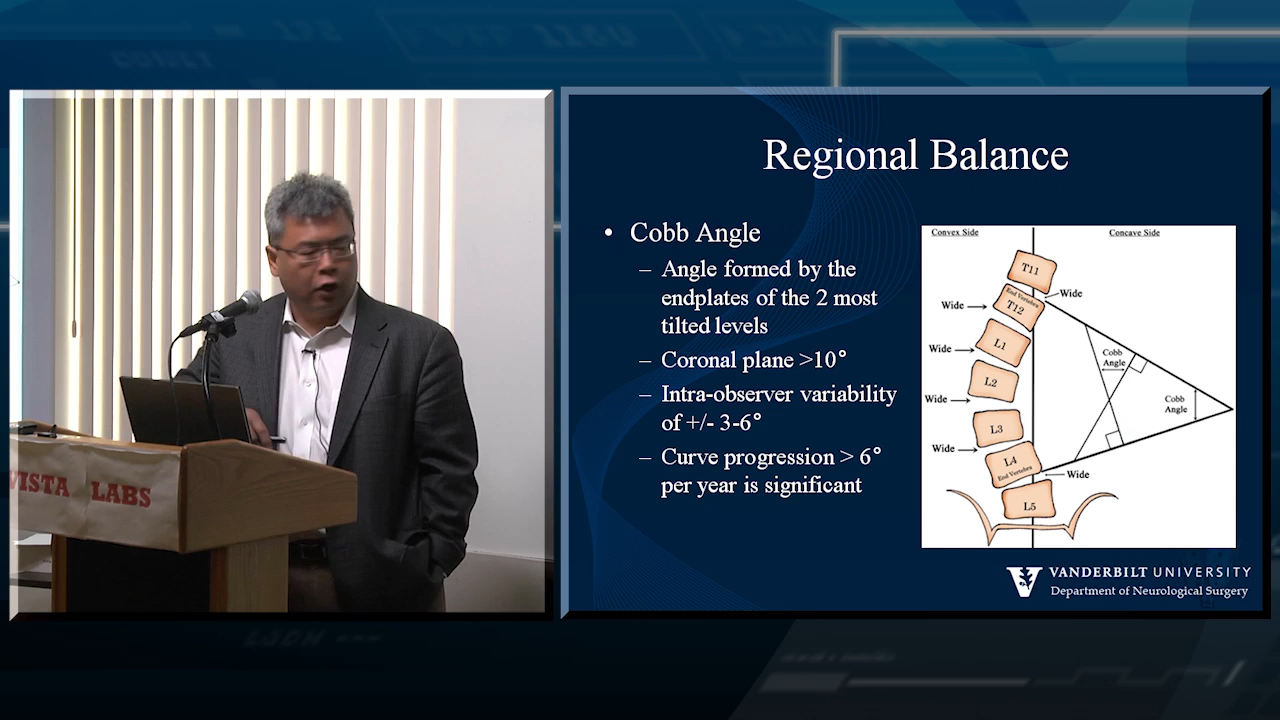 VISTA LABS
Regional Balance
• Cobb Angle
– Angle formed by the
endplates of the 2 most
tilted levels
– Coronal plane >10°
– Intra-observer variability
of +/- 3-6°
– Curve progression > 6°
per year is significant
Convex Side
Concave Side
T11
Wide
End Vertebra
T12
Wide
L1
Wide
Cobb
Angle
L2
Wide
Cobb
Angle
L3
Wide
L4
End Vertebra
Wide
L5
VANDERBILT UNIVERSITY
Department of Neurological Surgery